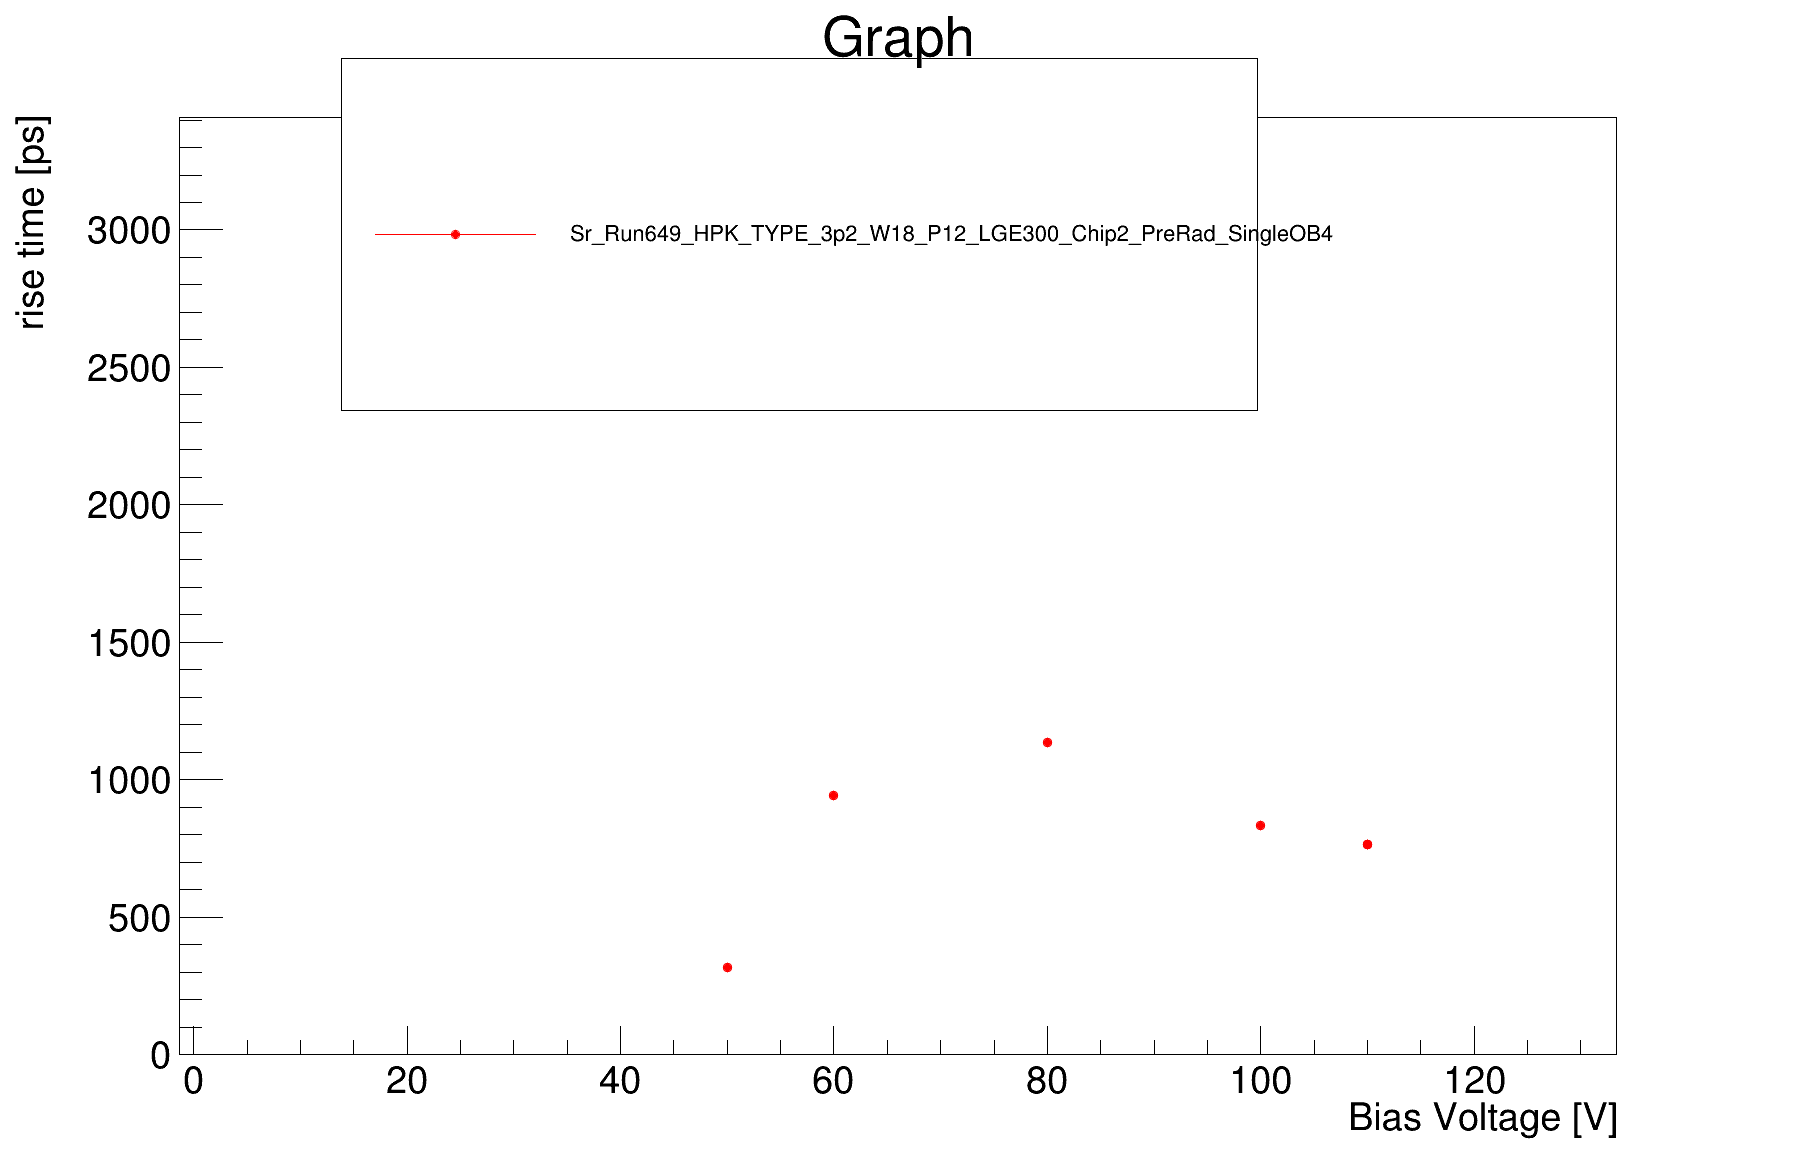 Graph
rise time [ps]
Sr_Run649_HPK_TYPE_3p2_W18_P12_LGE300_Chip2_PreRad_SingleOB4
3000
2500
2000
1500
1000
500
0
0 20 40 60 80 100 120
Bias Voltage [V]